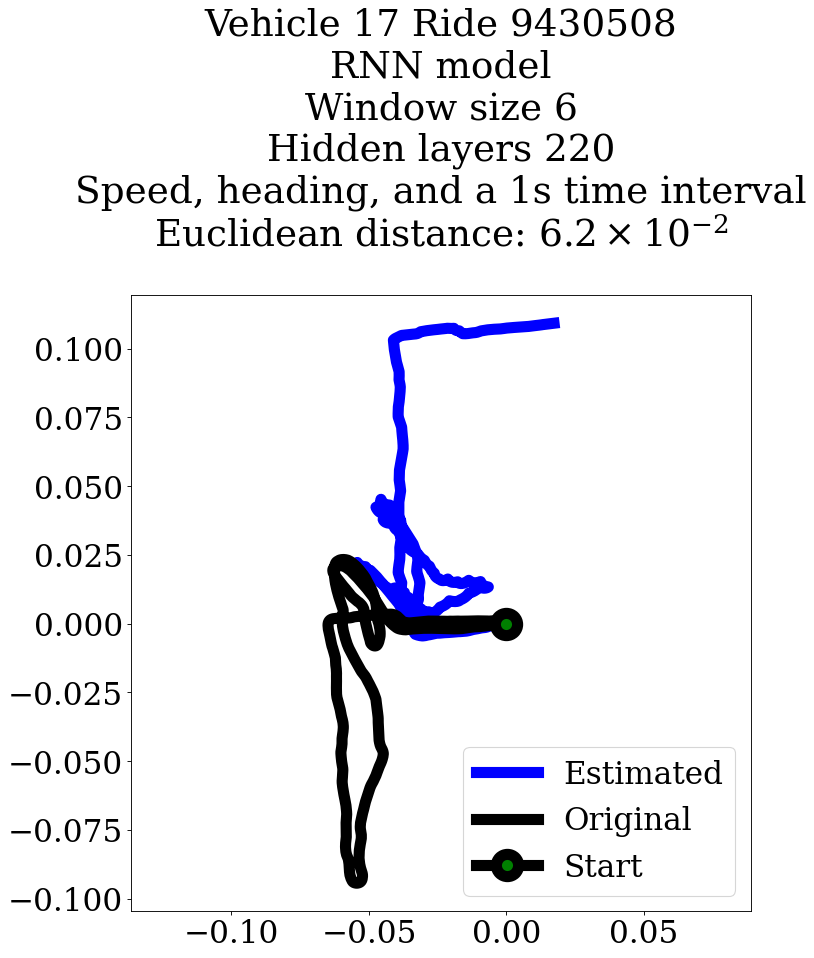 Vehicle 17 Ride 9430508
RNN model
Window size 6
Hidden layers 220
Speed, heading, and a 1s time interval
Euclidean distance: 6.2 × 10⁻²
0.100
0.075
0.050
0.025
0.000
−0.025
−0.050
−0.075
−0.100
−0.10 −0.05 0.00 0.05
Estimated
Original
Start